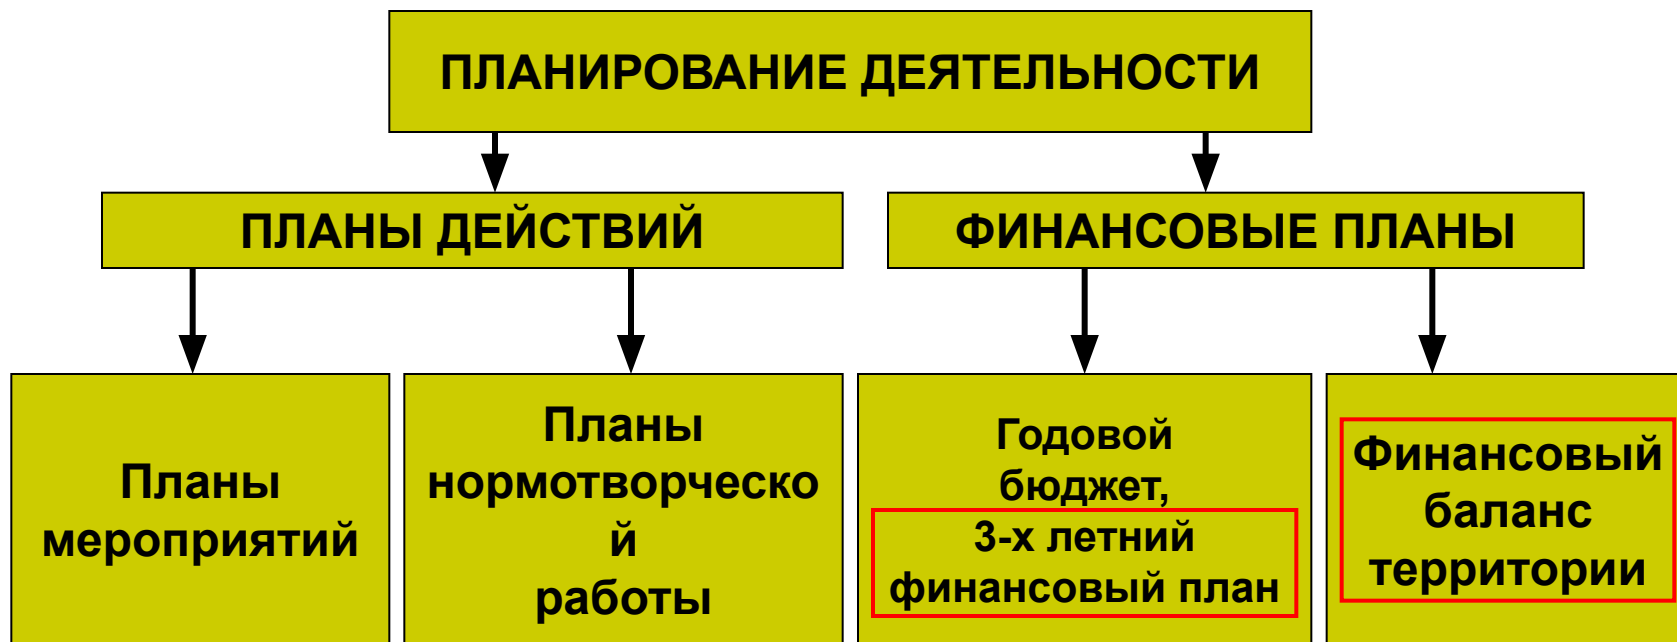 ПЛАНИРОВАНИЕ ДЕЯТЕЛЬНОСТИ
ПЛАНЫ ДЕЙСТВИЙ
ФИНАНСОВЫЕ ПЛАНЫ
Планы
мероприятий
Планы
нормотворческо
й
работы
Годовой
бюджет,
3-х летний
финансовый план
Финансовый
баланс
территории